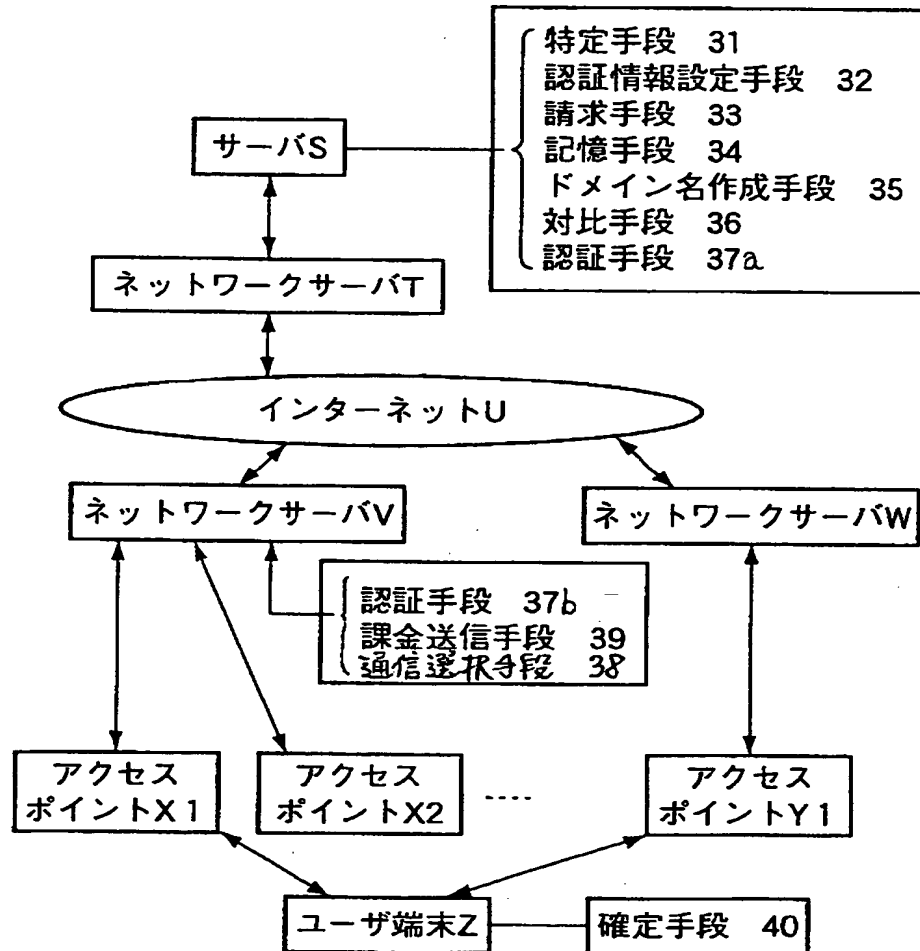 特定手段 31
認証情報設定手段 32
請求手段 33
記憶手段 34
ドメイン名作成手段 35
対比手段 36
認証手段 37a
サーバS
ネットワークサーバT
インターネットU
ネットワークサーバV
ネットワークサーバW
認証手段 37b
課金送信手段 39
通信選択手段 38
アクセス
ポイントX1
アクセス
ポイントX2
....
アクセス
ポイントY1
ユーザ端末Z
確定手段 40